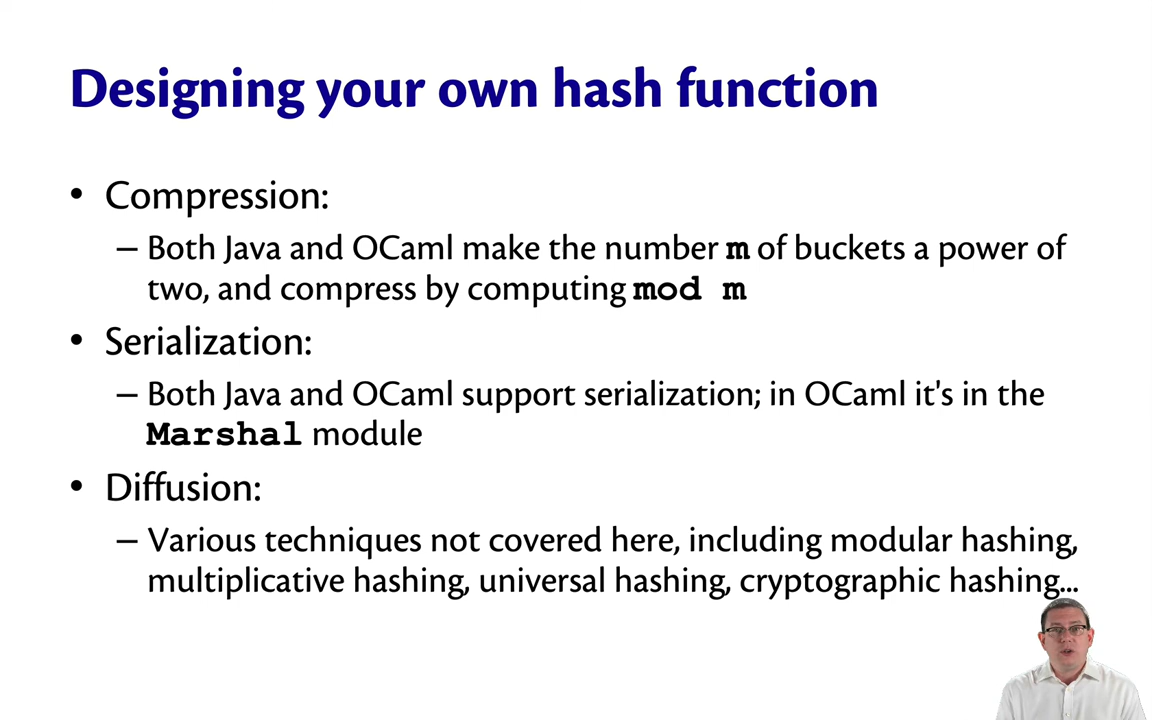 Designing your own hash function
• Compression:
– Both Java and OCaml make the number m of buckets a power of
two, and compress by computing mod m
• Serialization:
– Both Java and OCaml support serialization; in OCaml it's in the
Marshal module
• Diffusion:
– Various techniques not covered here, including modular hashing,
multiplicative hashing, universal hashing, cryptographic hashing…